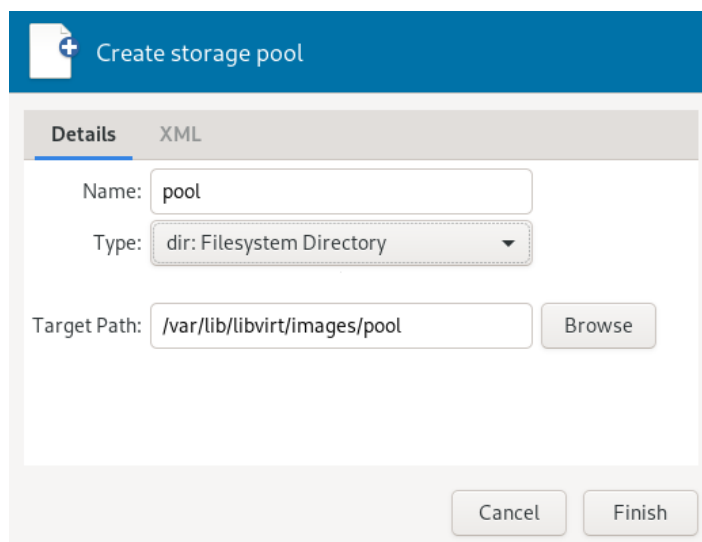 Create storage pool
Details XML
Name: pool
Type: dir: Filesystem Directory
Target Path: /var/lib/libvirt/images/pool Browse
Cancel Finish